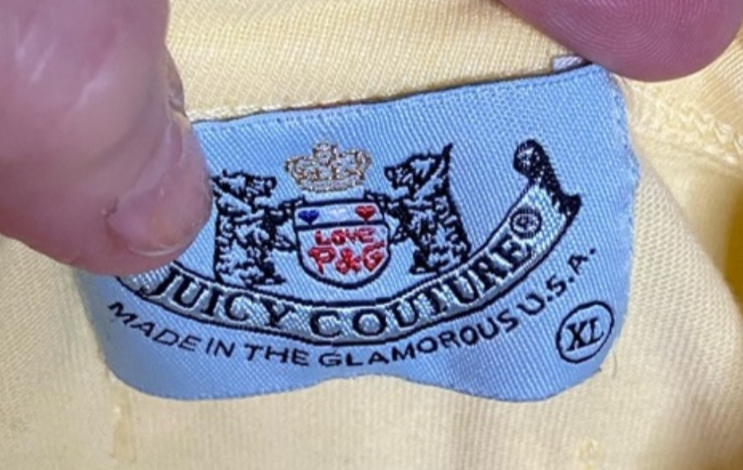 LOVE
P&G
JUICY COUTURE®
MADE IN THE GLAMOROUS U.S.A.
XL